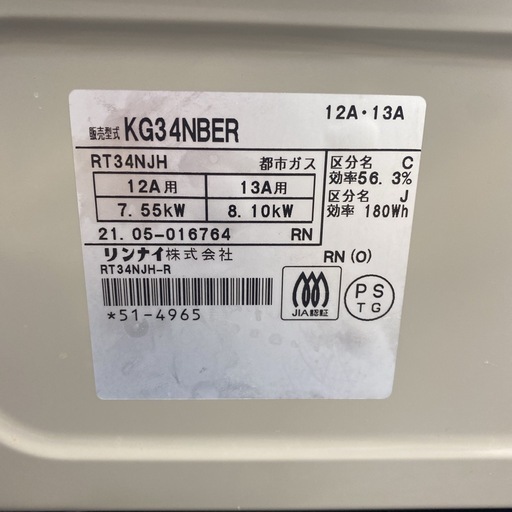 12A・13A
販売型式 KG34NBER
RT34NJH 都市ガス
12A用 13A用
7.55kW 8.10kW
区分名 C
効率56.3%
区分名 J
効率 180Wh
21.05-016764 RN
リンナイ株式会社 RN(0)
RT34NJH-R
*51-4965
JIA認証
PS
TG